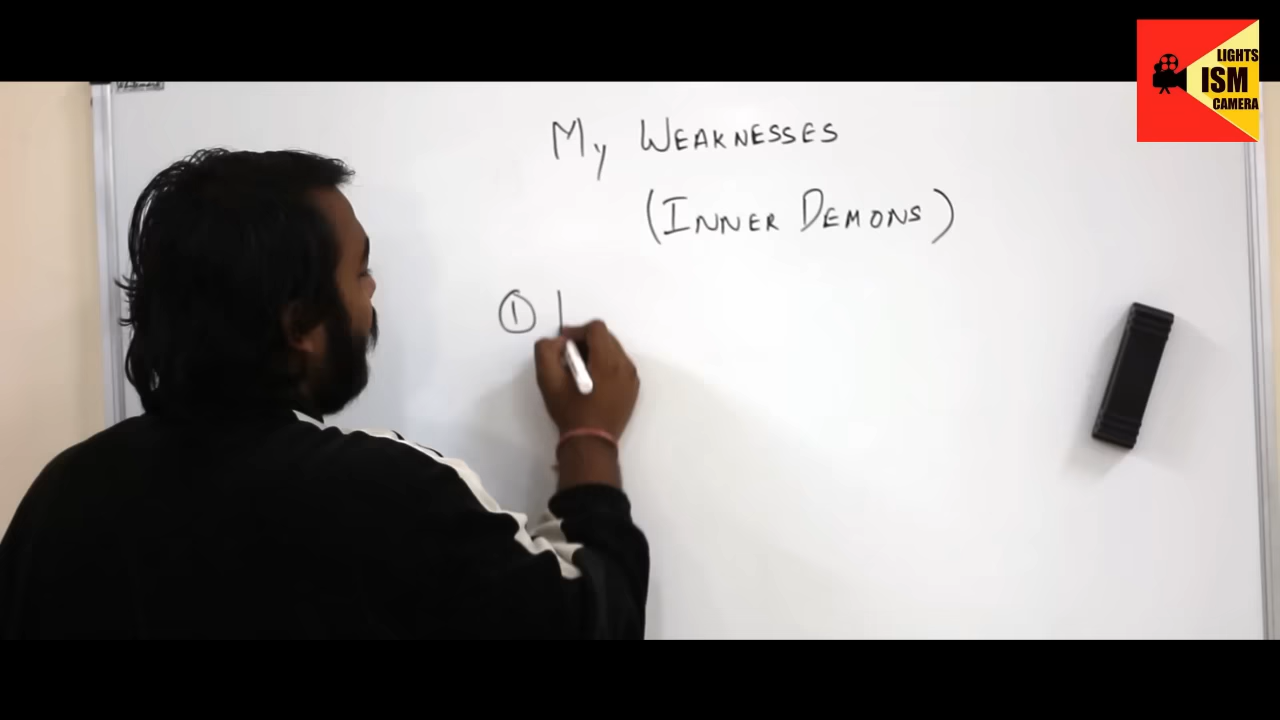 My WEAKNESSES
(INNER DEMONS)
①
LIGHTS
ISM
CAMERA